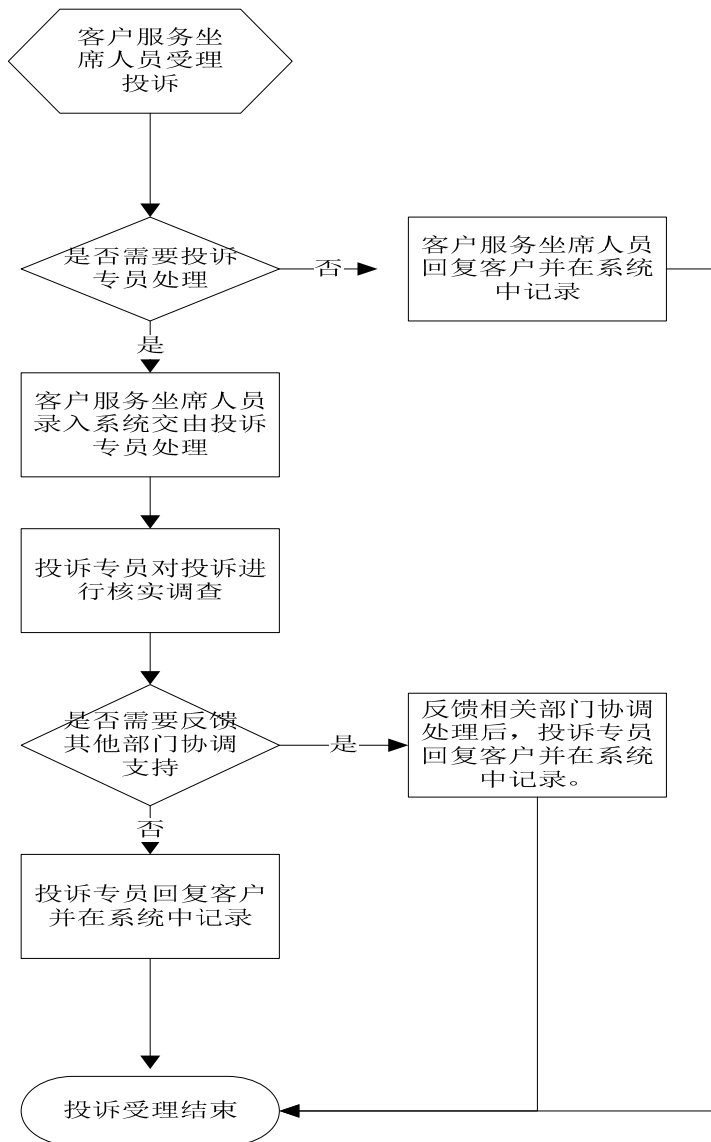 客户服务坐
席人员受理
投诉
是否需要投诉
专员处理
否
客户服务坐席人员
回复客户并在系统
中记录
是
客户服务坐席人员
录入系统交由投诉
专员处理
投诉专员对投诉进
行核实调查
是否需要反馈
其他部门协调
支持
是
反馈相关部门协调
处理后，投诉专员
回复客户并在系统
中记录。
否
投诉专员回复客户
并在系统中记录
投诉受理结束